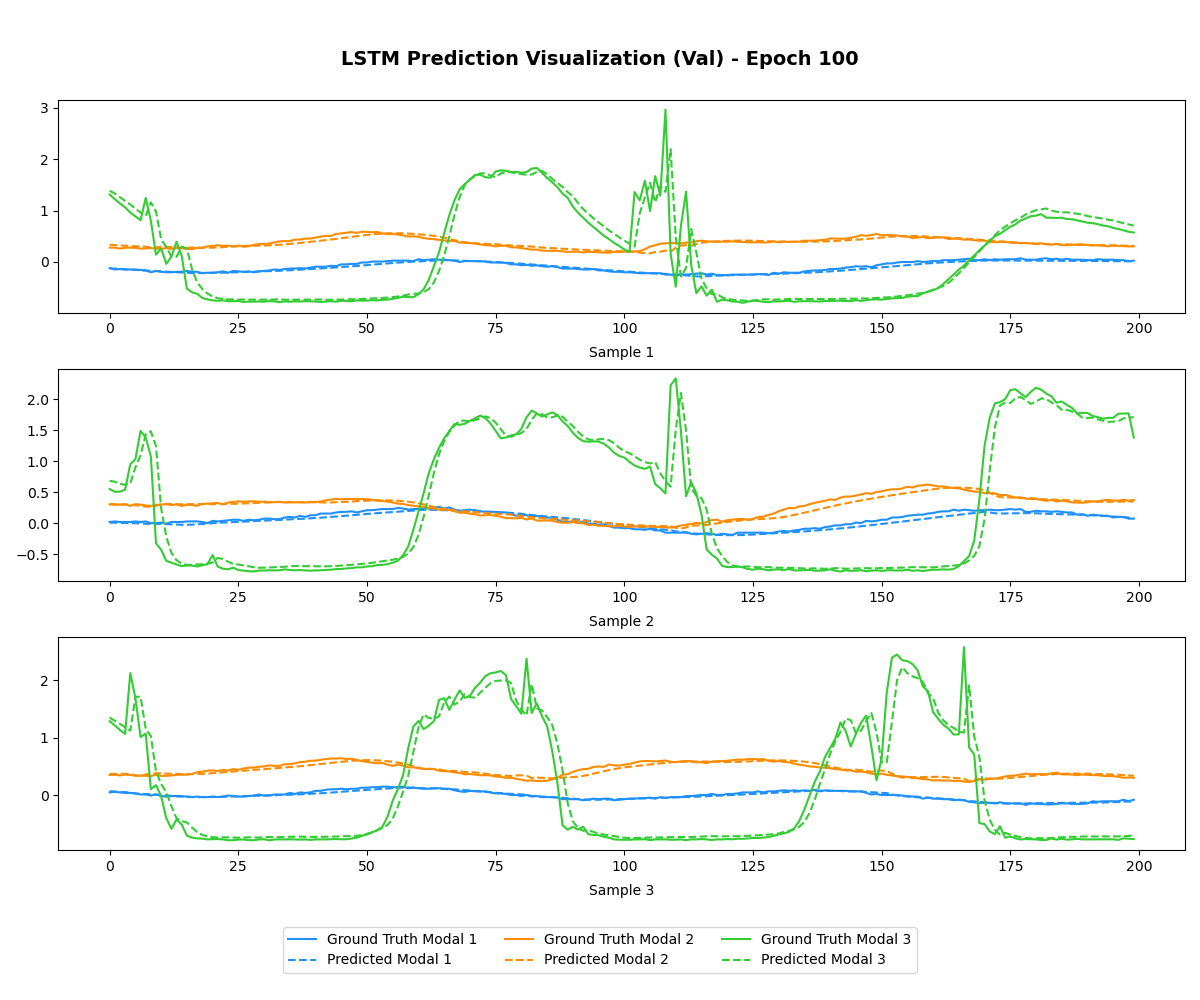 LSTM Prediction Visualization (Val) - Epoch 100
3
2
1
0
0 25 50 75 100 125 150 175 200
Sample 1
2.0
1.5
1.0
0.5
0.0
−0.5
0 25 50 75 100 125 150 175 200
Sample 2
2
1
0
0 25 50 75 100 125 150 175 200
Sample 3
Ground Truth Modal 1 Ground Truth Modal 2 Ground Truth Modal 3
Predicted Modal 1 Predicted Modal 2 Predicted Modal 3